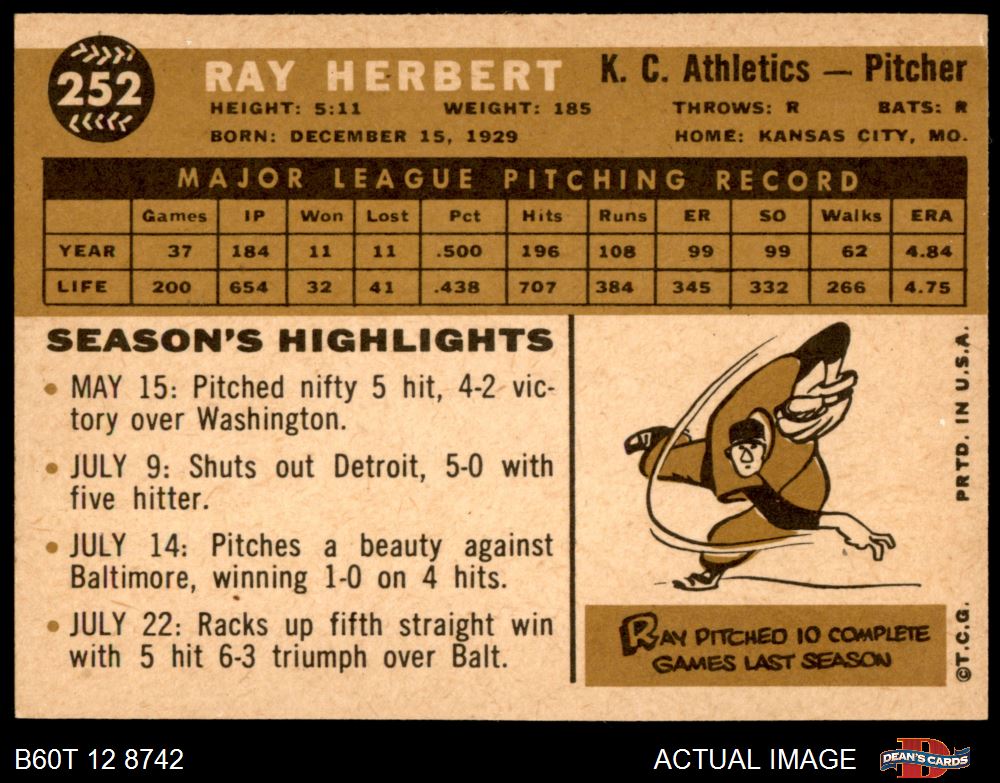 252
RAY HERBERT
K. C. Athletics — Pitcher
HEIGHT: 5:11 WEIGHT: 185 THROWS: R BATS: R
BORN: DECEMBER 15, 1929 HOME: KANSAS CITY, MO.
MAJOR LEAGUE PITCHING RECORD
Games IP Won Lost Pct Hits Runs ER SO Walks ERA
YEAR 37 184 11 11 .500 196 108 99 99 62 4.84
LIFE 200 654 32 41 .438 707 384 345 332 266 4.75
SEASON'S HIGHLIGHTS
• MAY 15: Pitched nifty 5 hit, 4-2 vic-
tory over Washington.
• JULY 9: Shuts out Detroit, 5-0 with
five hitter.
• JULY 14: Pitches a beauty against
Baltimore, winning 1-0 on 4 hits.
• JULY 22: Racks up fifth straight win
with 5 hit 6-3 triumph over Balt.
RAY PITCHED 10 COMPLETE
GAMES LAST SEASON
©T.C.G. PRTD. IN U.S.A.
B60T 12 8742
ACTUAL IMAGE
DEAN'S CARDS